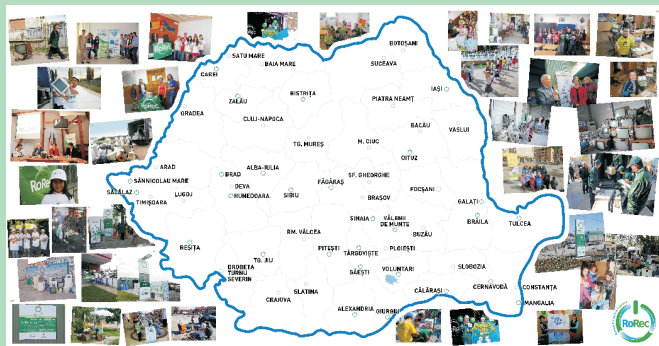 BOTOȘANI
SATU MARE
BAIA MARE
SUCEAVA
CAREI
IAȘI
BISTRIȚA
ZALĂU
PIATRA NEAMȚ
ORADEA
CLUJ-NAPOCA
BACĂU
VASLUI
TG. MUREȘ
M. CIUC
OITUZ
ARAD
ALBA-IULIA
BRAD
SF. GHEORGHE
SÂNNICOLAU MARE
DEVA
FĂGĂRAȘ
FOCȘANI
SĂCĂLAZ
LUGOJ
HUNEDOARA
SIBIU
BRAȘOV
TIMIȘOARA
GALAȚI
SINAIA
VĂLENII
DE MUNTE
BRĂILA
TULCEA
RM. VÂLCEA
BUZĂU
REȘIȚA
PITEȘTI
PLOIEȘTI
TG. JIU
TÂRGOVIȘTE
DROBETA
TURNU
SEVERIN
GĂEȘTI
VOLUNTARI
SLOBOZIA
CERNAVODĂ
CONSTANȚA
SLATINA
CĂLĂRAȘI
CRAIOVA
MANGALIA
ALEXANDRIA
GIURGIU
RoRec
RoRec
RoRec